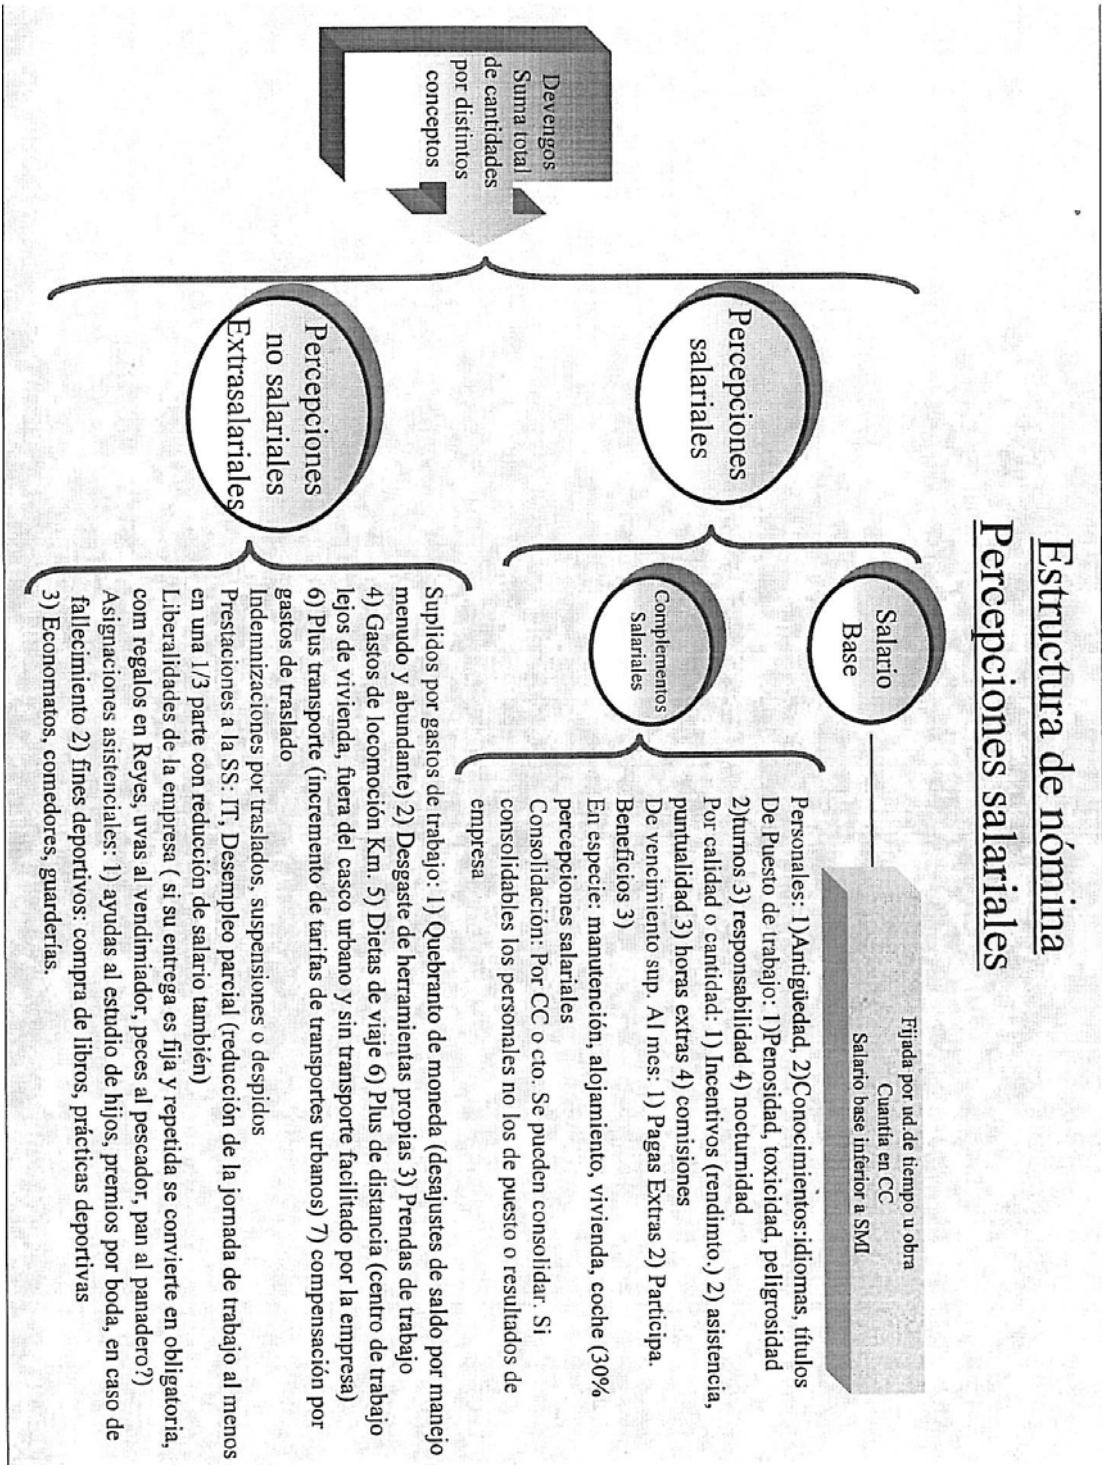 Estructura de nómina
Percepciones salariales
Devengos
Suma total
de cantidades
por distintos
conceptos
Percepciones
salariales
Salario
Base
Fijada por ud.de tiempo u obra
Cuantía en CC
Salario base inferior a SMI
Complementos
Salariales
Personales: 1)Antigüedad, 2)Conocimientos:idiomas, títulos
De Puesto de trabajo: 1)Penosidad, toxicidad, peligrosidad
2)turnos 3) responsabilidad 4) nocturnidad
Por calidad o cantidad: 1) Incentivos (rendimto.) 2) asistencia,
puntualidad 3) horas extras 4) comisiones
De vencimiento sup. Al mes: 1) Pagas Extras 2) Participa.
Beneficios 3)
En especie: manutención, alojamiento, vivienda, coche (30%
percepciones salariales
Consolidación: Por CC o cto. Se pueden consolidar. Si
consolidables los personales no los de puesto o resultados de
empresa
Percepciones
no salariales
Extrasalariales
Suplidos por gastos de trabajo: 1) Quebranto de moneda (desajustes de saldo por manejo
menudo y abundante) 2) Desgaste de herramientas propias 3) Prendas de trabajo
4) Gastos de locomoción Km. 5) Dietas de viaje 6) Plus de distancia (centro de trabajo
lejos de vivienda, fuera del casco urbano y sin transporte facilitado por la empresa)
6) Plus transporte (incremento de tarifas de transportes urbanos) 7) compensación por
gastos de traslado
Indemnizaciones por traslados, suspensiones o despidos
Prestaciones a la SS: IT, Desempleo parcial (reducción de la jornada de trabajo al menos
en una 1/3 parte con reducción de salario también)
Liberalidades de la empresa ( si su entrega es fija y repetida se convierte en obligatoria,
com regalos en Reyes, uvas al vendimiador, peces al pescador, pan al panadero?)
Asignaciones asistenciales: 1) ayudas al estudio de hijos, premios por boda, en caso de
fallecimiento 2) fines deportivos: compra de libros, prácticas deportivas
3) Economatos, comedores, guarderías.